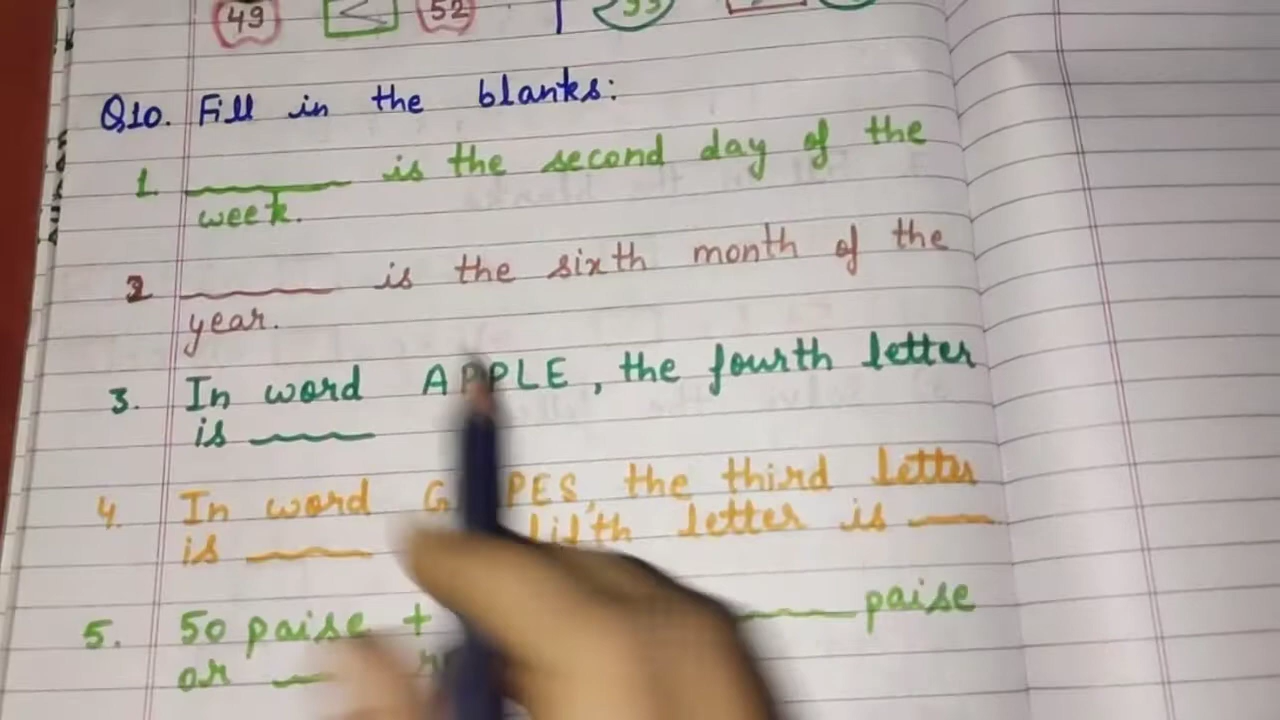 49 < 52
Q10. Fill in the blanks:
1. ______ is the second day of the
week.
2 ______ is the sixth month of the
year.
3. In word APPLE, the fourth letter
is ____
4. In word G PES, the third letter
is ____ letter is ____
5. 50 paise + ____ paise
or ___